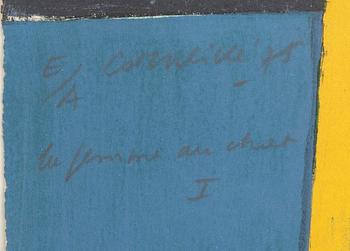 E/A Corneille '75
la femme au chat
I